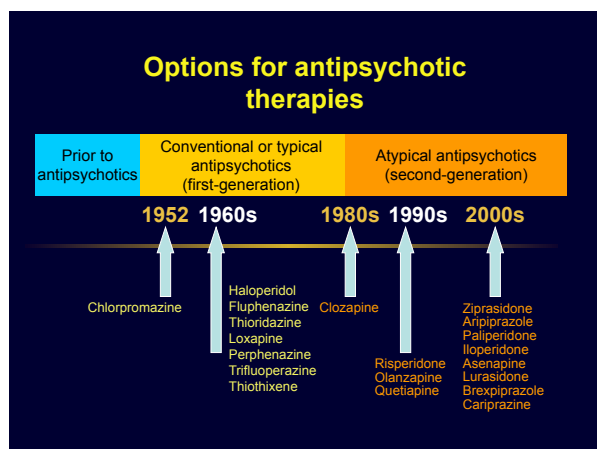 Options for antipsychotic
therapies
Prior to
antipsychotics
Conventional or typical
antipsychotics
(first-generation)
Atypical antipsychotics
(second-generation)
1952
1960s
1980s
1990s
2000s
Chlorpromazine
Haloperidol
Fluphenazine
Thioridazine
Loxapine
Perphenazine
Trifluoperazine
Thiothixene
Clozapine
Risperidone
Olanzapine
Quetiapine
Ziprasidone
Aripiprazole
Paliperidone
Iloperidone
Asenapine
Lurasidone
Brexpiprazole
Cariprazine